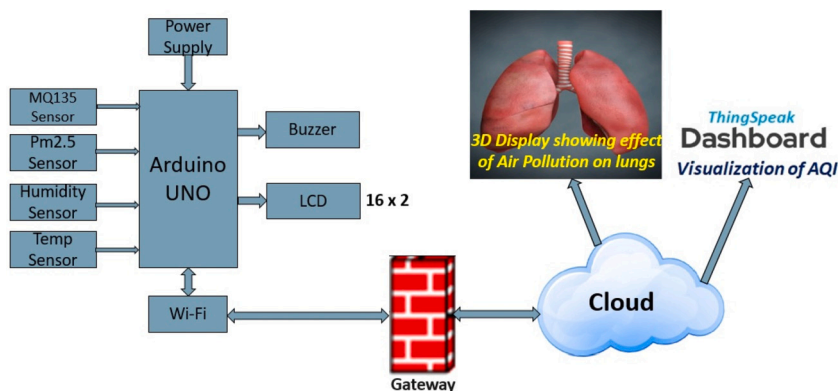 Power
Supply
MQ135
Sensor
Pm2.5
Sensor
Humidity
Sensor
Temp
Sensor
Arduino
UNO
Buzzer
LCD
16 x 2
Wi-Fi
Gateway
Cloud
3D Display showing effect
of Air Pollution on lungs
ThingSpeak
Dashboard
Visualization of AQI